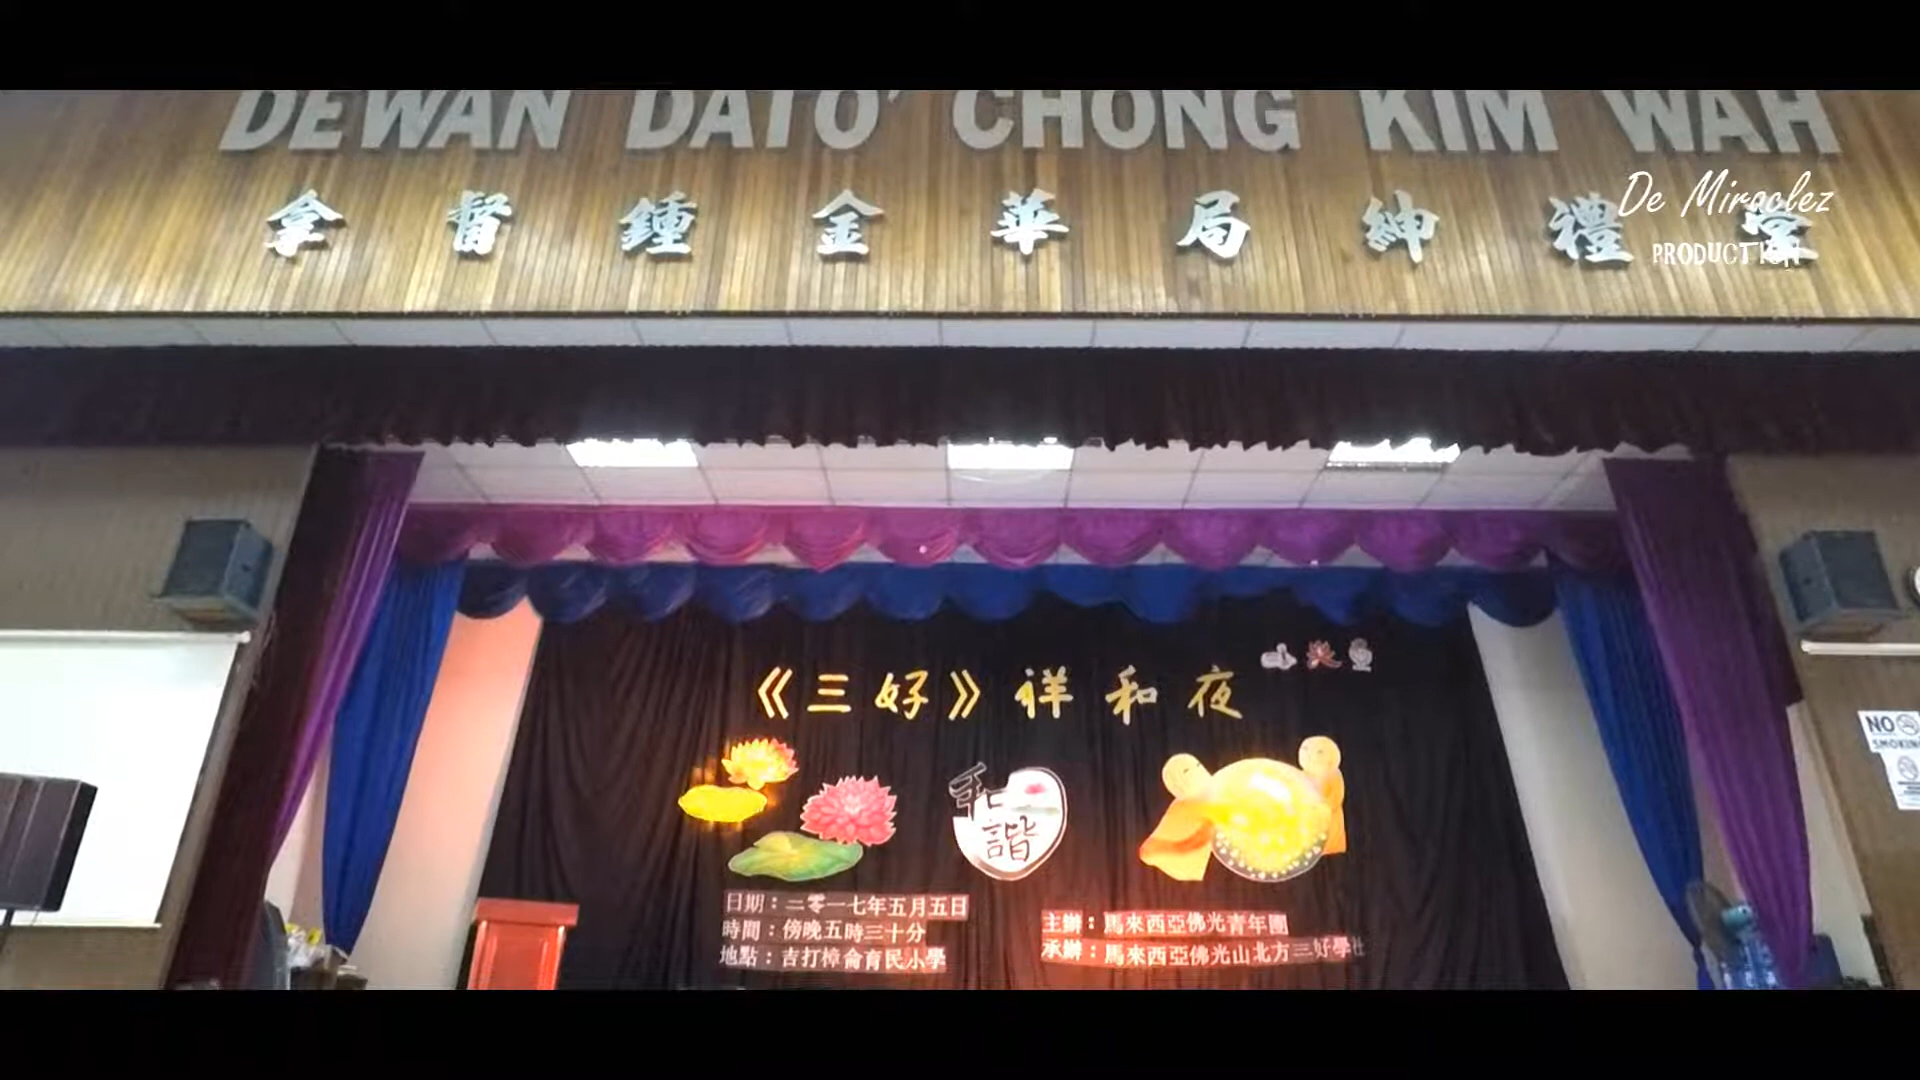 DEWAN DATO' CHONG KIM WAH
拿督鍾金華局紳禮堂
De Miraclez
PRODUCTION
《三好》祥和夜
和諧
日期：二零一七年五月五日
時間：傍晚五時三十分
地點：吉打樟侖育民小學
主辦：馬來西亞佛光青年團
承辦：馬來西亞佛光山北方三好學社
NO
SMOKING